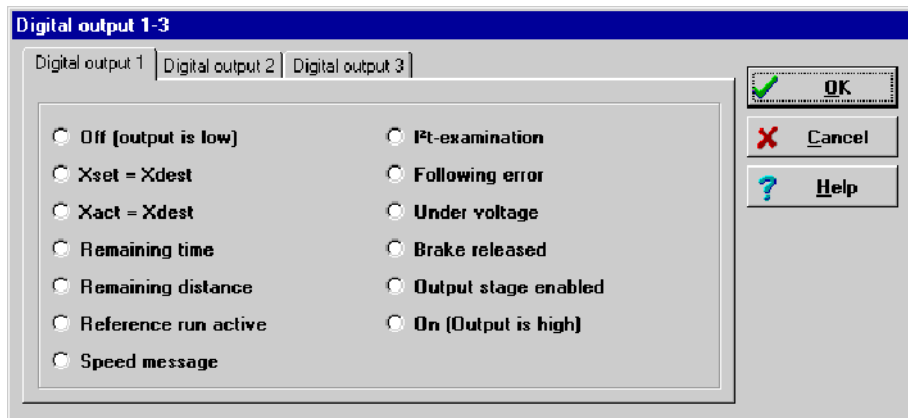 Digital output 1-3
Digital output 1
Digital output 2
Digital output 3
Off (output is low)
Xset = Xdest
Xact = Xdest
Remaining time
Remaining distance
Reference run active
Speed message
I²t-examination
Following error
Under voltage
Brake released
Output stage enabled
On (Output is high)
OK
Cancel
Help